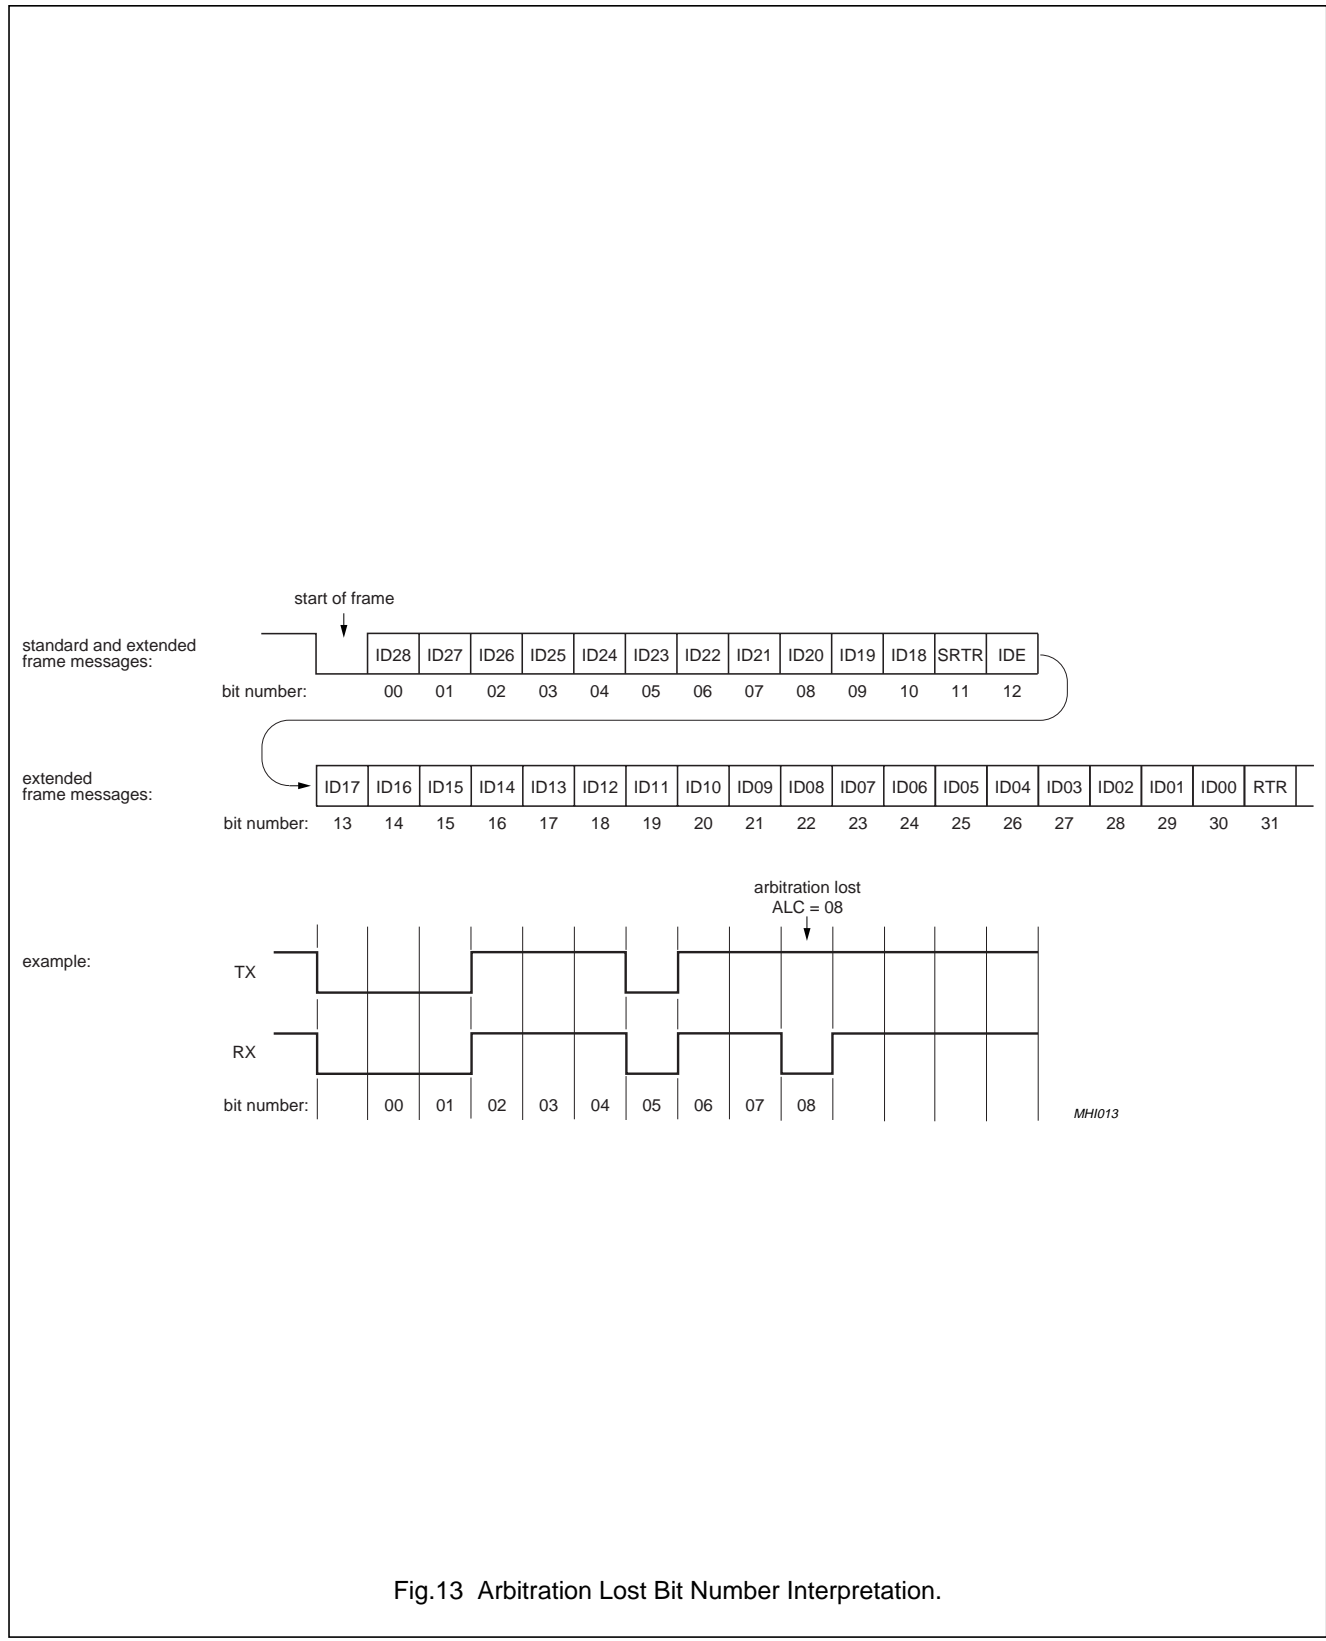 start of frame
standard and extended
frame messages:
ID28 ID27 ID26 ID25 ID24 ID23 ID22 ID21 ID20 ID19 ID18 SRTR IDE
bit number: 00 01 02 03 04 05 06 07 08 09 10 11 12
extended
frame messages:
ID17 ID16 ID15 ID14 ID13 ID12 ID11 ID10 ID09 ID08 ID07 ID06 ID05 ID04 ID03 ID02 ID01 ID00 RTR
bit number: 13 14 15 16 17 18 19 20 21 22 23 24 25 26 27 28 29 30 31
arbitration lost
ALC = 08
example:
TX
RX
bit number: 00 01 02 03 04 05 06 07 08
MHI013
Fig.13 Arbitration Lost Bit Number Interpretation.